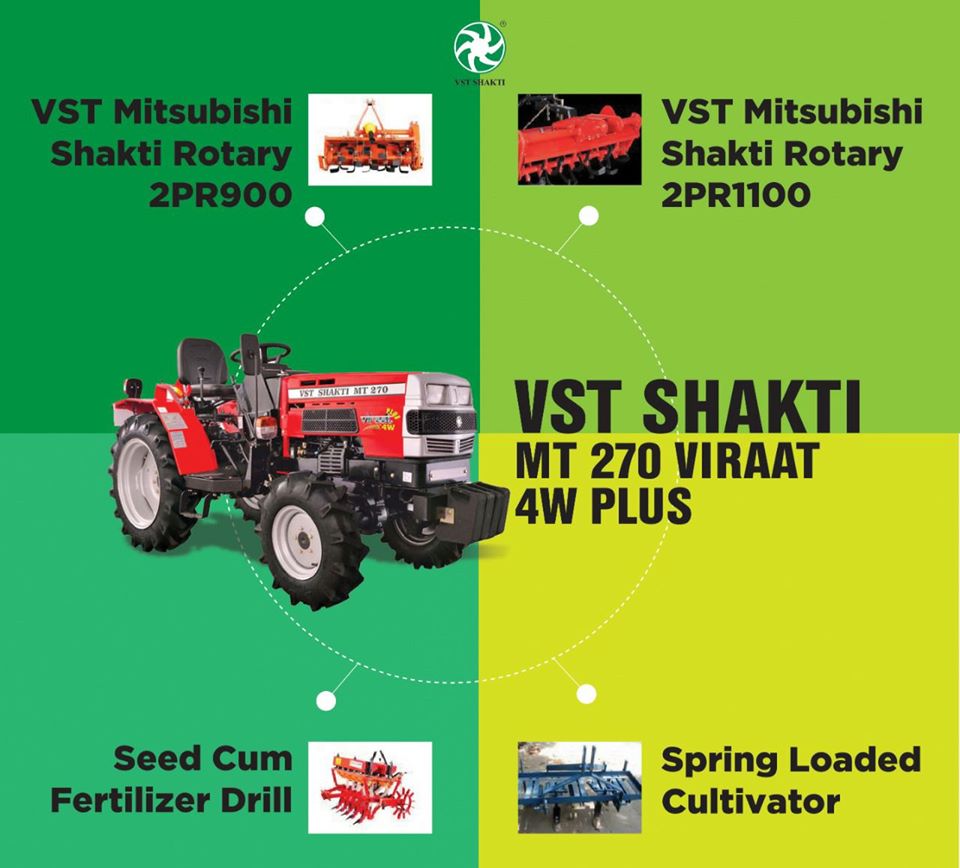 VST SHAKTI
VST Mitsubishi
Shakti Rotary
2PR900
VST Mitsubishi
Shakti Rotary
2PR1100
VST SHAKTI MT 270
4W
VST SHAKTI
MT 270 VIRAAT
4W PLUS
Seed Cum
Fertilizer Drill
Spring Loaded
Cultivator